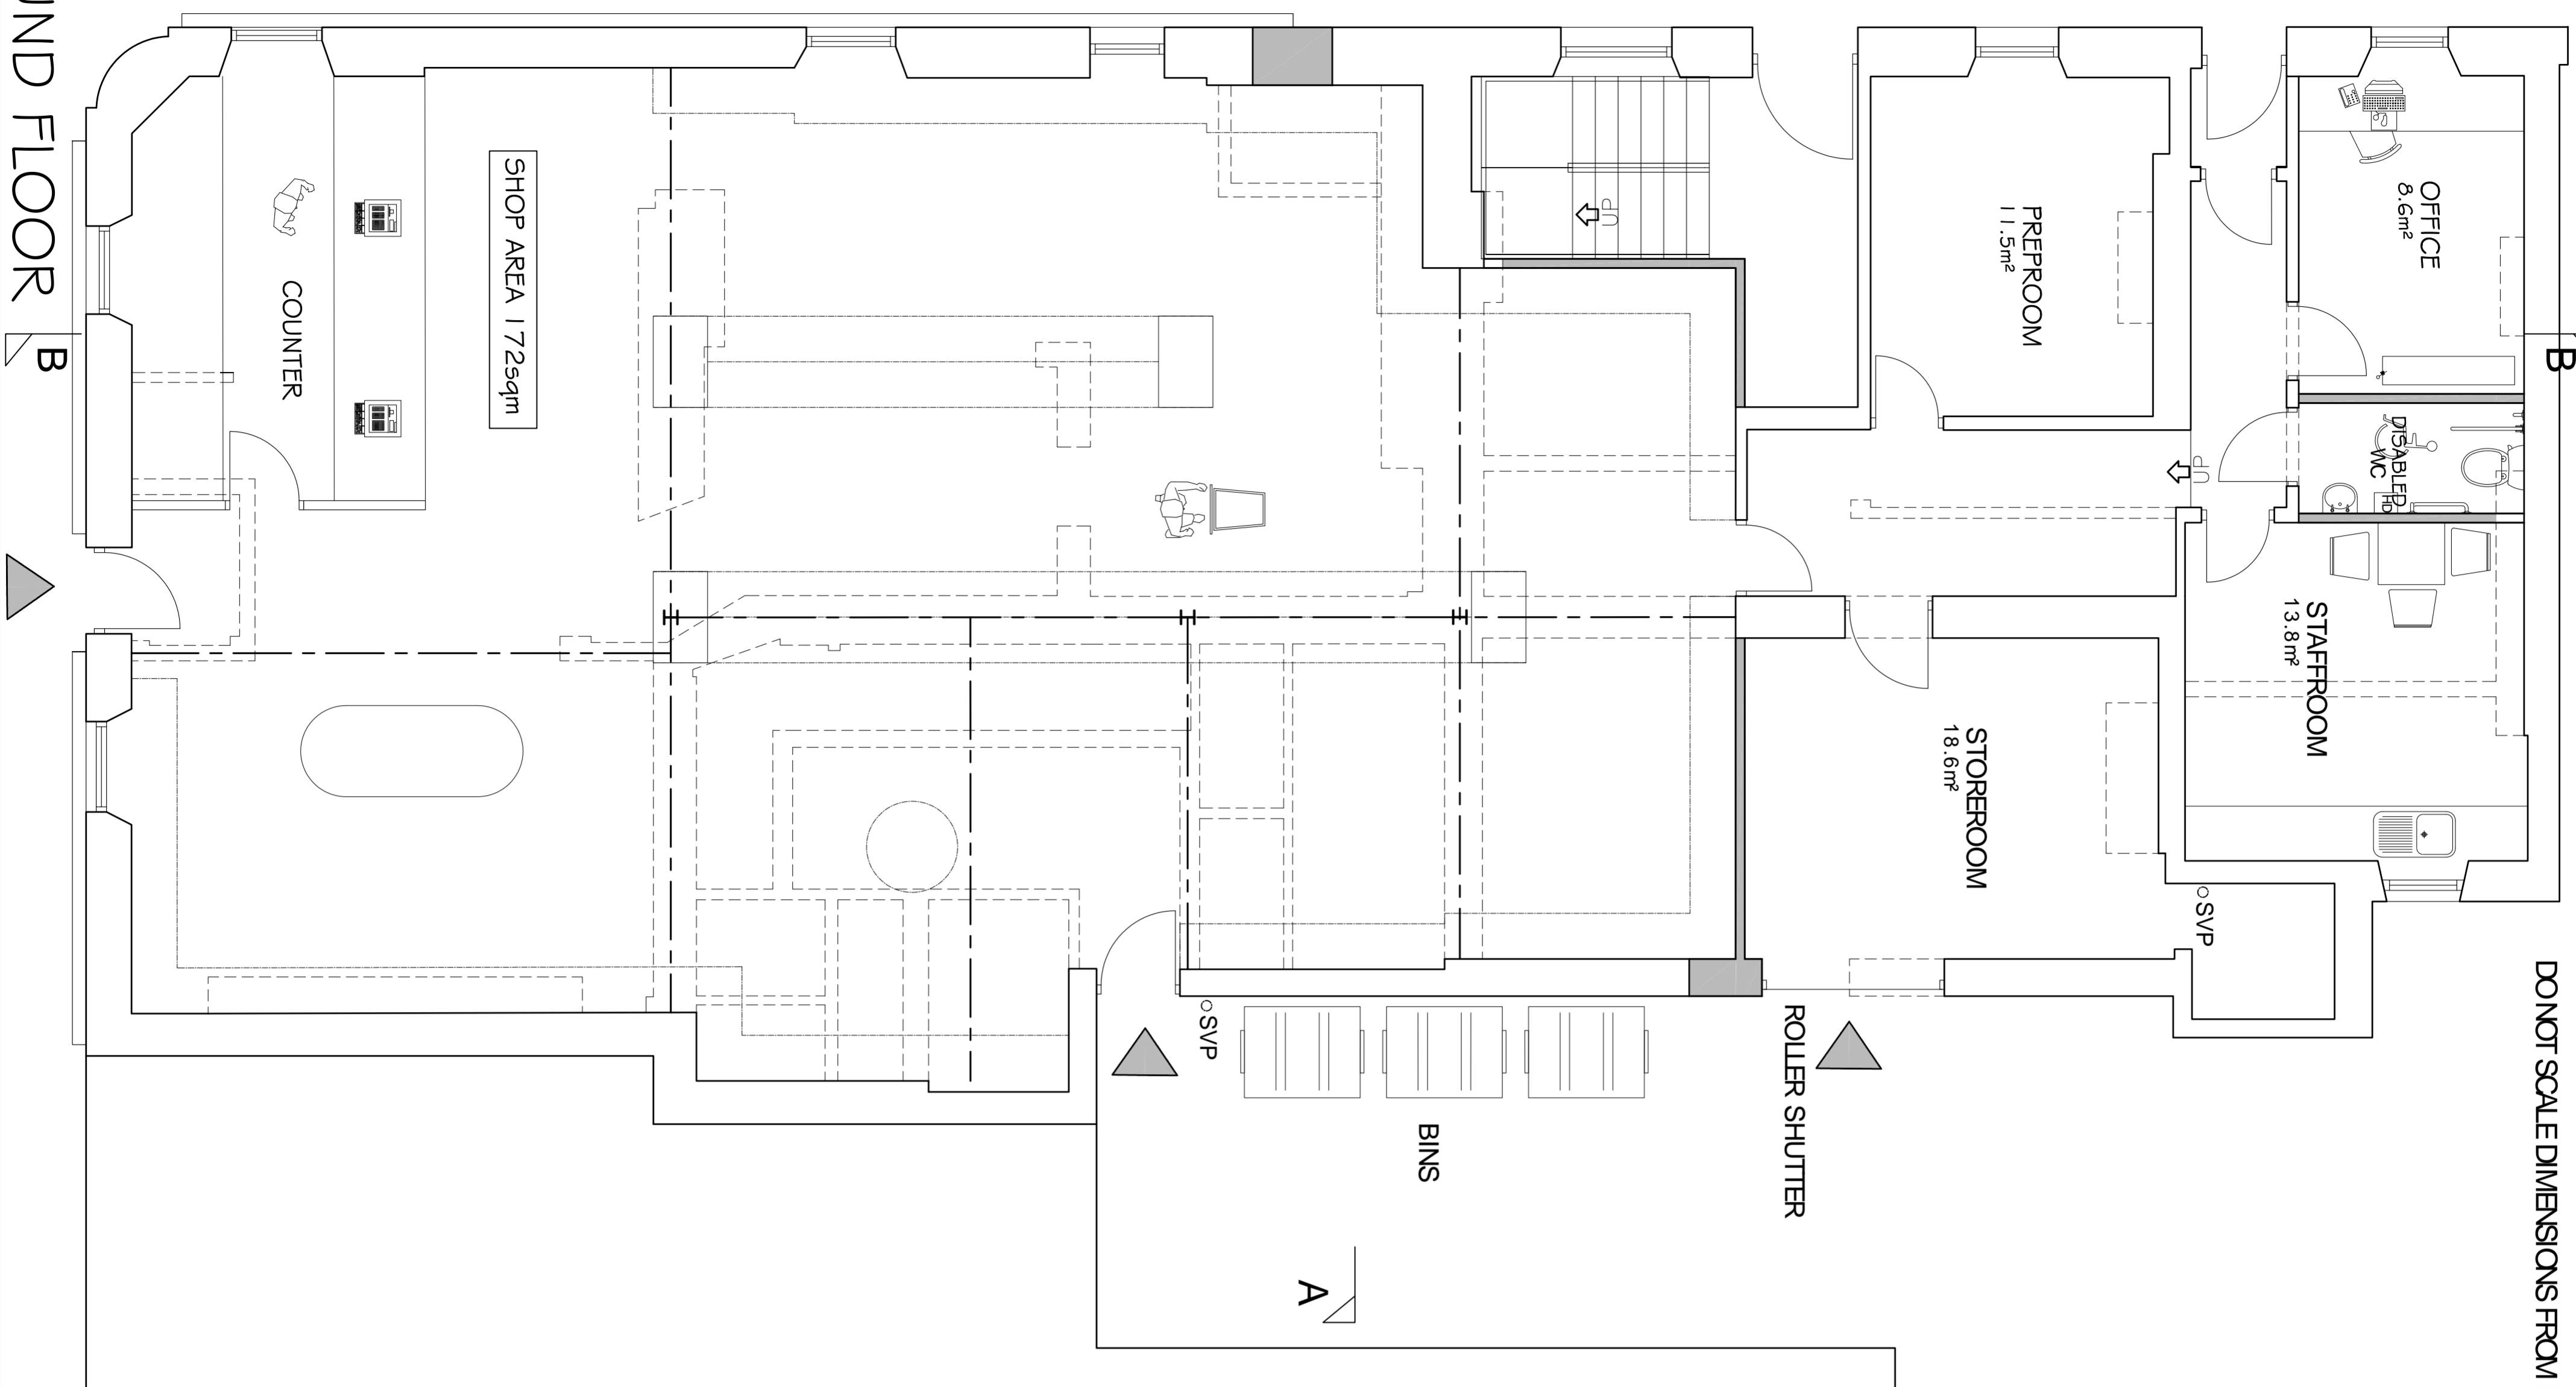 UND FLOOR
B
COUNTER
SHOP AREA 172sqm
UP
PREPROOM
11.5m²
OFFICE
8.6m²
B
DISABLED
WC
HD
UP
STAFFROOM
13.8m²
STOREROOM
18.6m²
SVP
SVP
BINS
ROLLER SHUTTER
A
DO NOT SCALE DIMENSIONS FROM